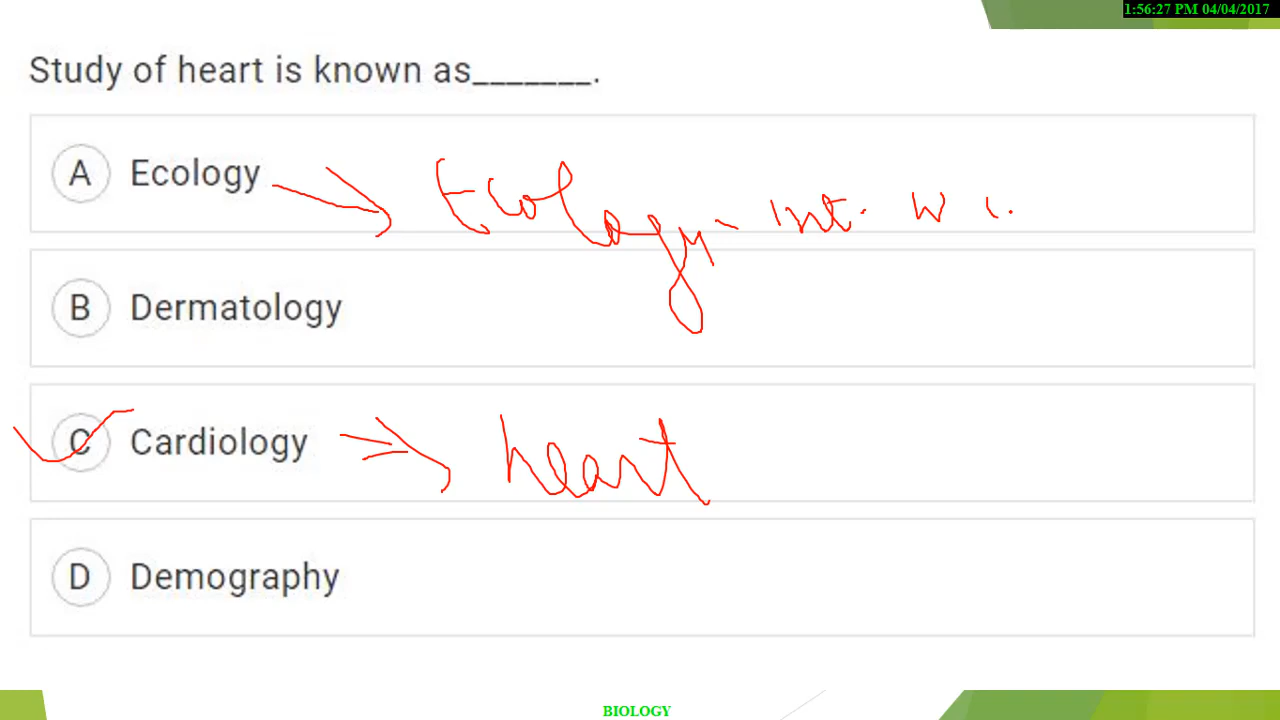 1:56:27 PM 04/04/2017
Study of heart is known as_______.
A Ecology
Ecology- int. w
B Dermatology
C Cardiology
heart
D Demography
BIOLOGY